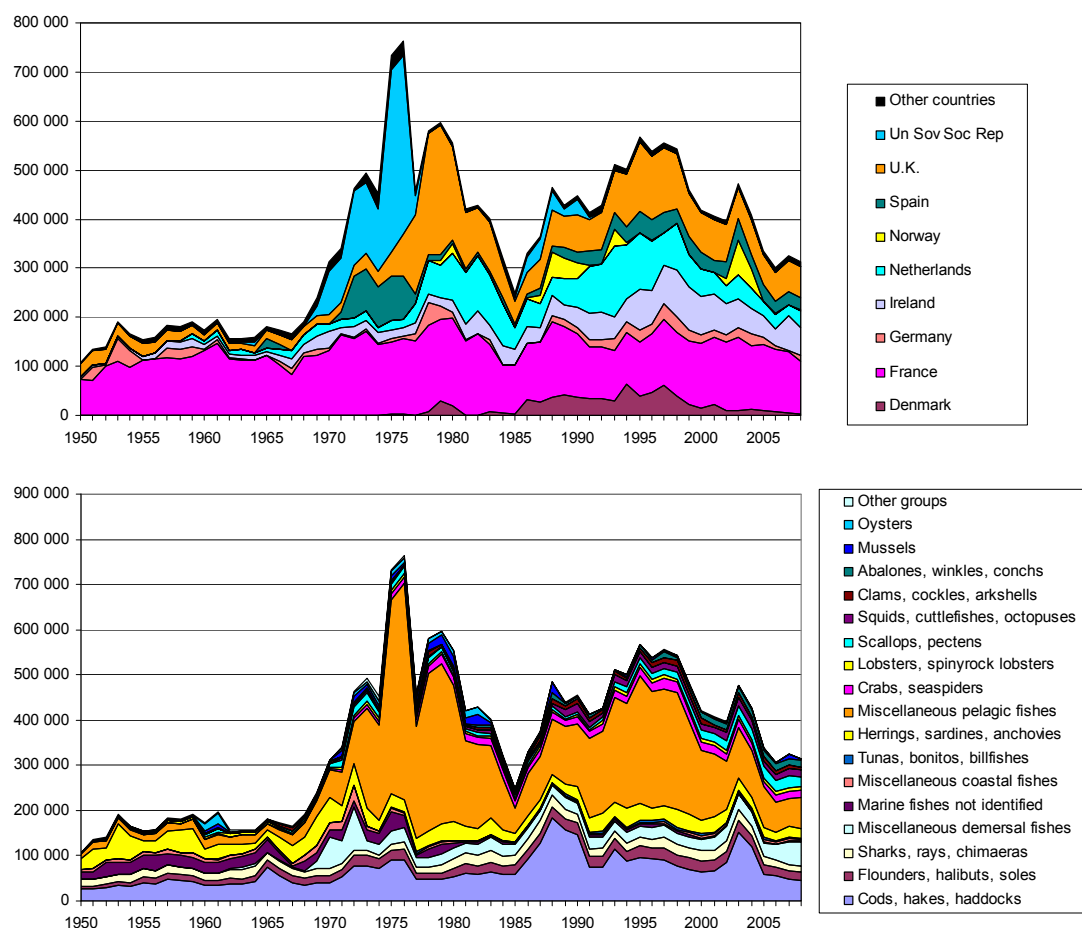 800 000
700 000
600 000
500 000
400 000
300 000
200 000
100 000
0
1950 1955 1960 1965 1970 1975 1980 1985 1990 1995 2000 2005
Other countries
Un Sov Soc Rep
U.K.
Spain
Norway
Netherlands
Ireland
Germany
France
Denmark
900 000
800 000
700 000
600 000
500 000
400 000
300 000
200 000
100 000
0
1950 1955 1960 1965 1970 1975 1980 1985 1990 1995 2000 2005
Other groups
Oysters
Mussels
Abalones, winkles, conchs
Clams, cockles, arkshells
Squids, cuttlefishes, octopuses
Scallops, pectens
Lobsters, spinyrock lobsters
Crabs, seaspiders
Miscellaneous pelagic fishes
Herrings, sardines, anchovies
Tunas, bonitos, billfishes
Miscellaneous coastal fishes
Marine fishes not identified
Miscellaneous demersal fishes
Sharks, rays, chimaeras
Flounders, halibuts, soles
Cods, hakes, haddocks